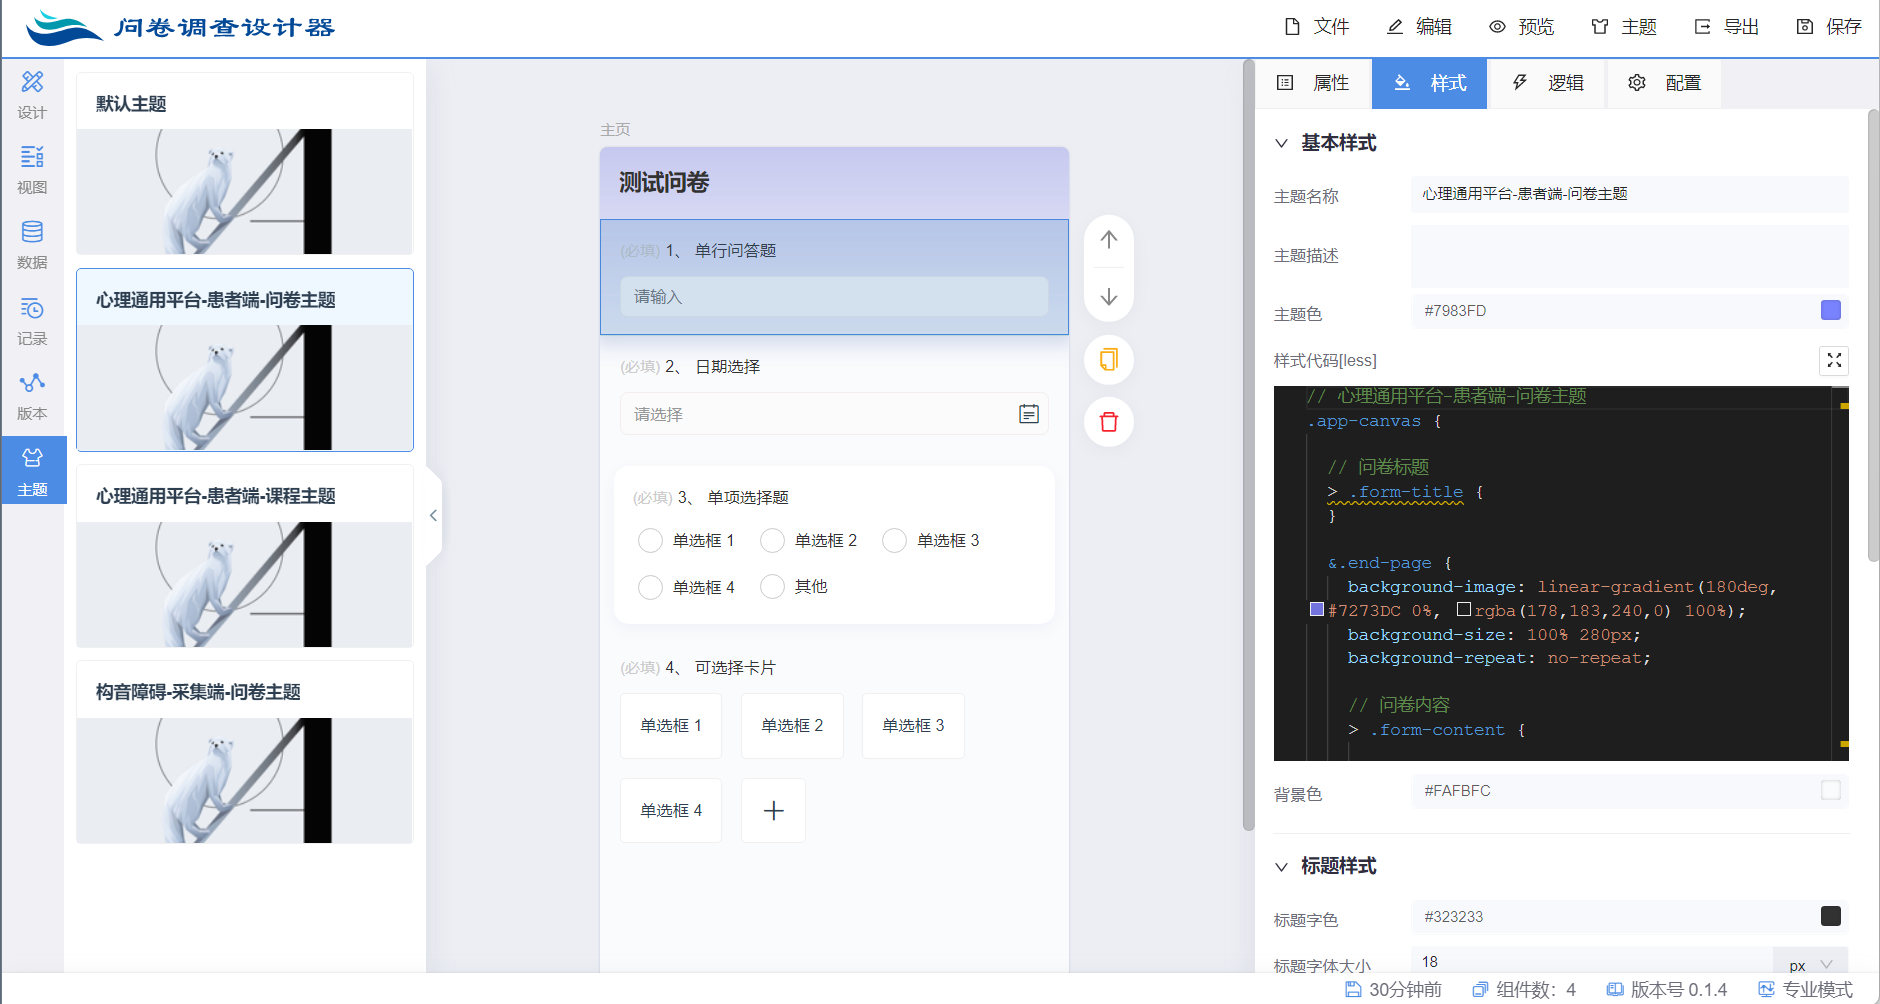 问卷调查设计器
文件
编辑
预览
主题
导出
保存
设计
视图
数据
记录
版本
主题
默认主题
心理通用平台-患者端-问卷主题
心理通用平台-患者端-课程主题
构音障碍-采集端-问卷主题
主页
测试问卷
(必填) 1、 单行问答题
请输入
(必填) 2、 日期选择
请选择
(必填) 3、 单项选择题
单选框 1
单选框 2
单选框 3
单选框 4
其他
(必填) 4、 可选择卡片
单选框 1
单选框 2
单选框 3
单选框 4
属性
样式
逻辑
配置
基本样式
主题名称
心理通用平台-患者端-问卷主题
主题描述
主题色
#7983FD
样式代码[less]
// 心理通用平台-患者端-问卷主题
.app-canvas {
// 问卷标题
> .form-title {
}
&.end-page {
background-image: linear-gradient(180deg,
#7273DC 0%, rgba(178,183,240,0) 100%);
background-size: 100% 280px;
background-repeat: no-repeat;
// 问卷内容
> .form-content {
背景色
#FAFBFC
标题样式
标题字色
#323233
标题字体大小
18
px
30分钟前
组件数：4
版本号 0.1.4
专业模式